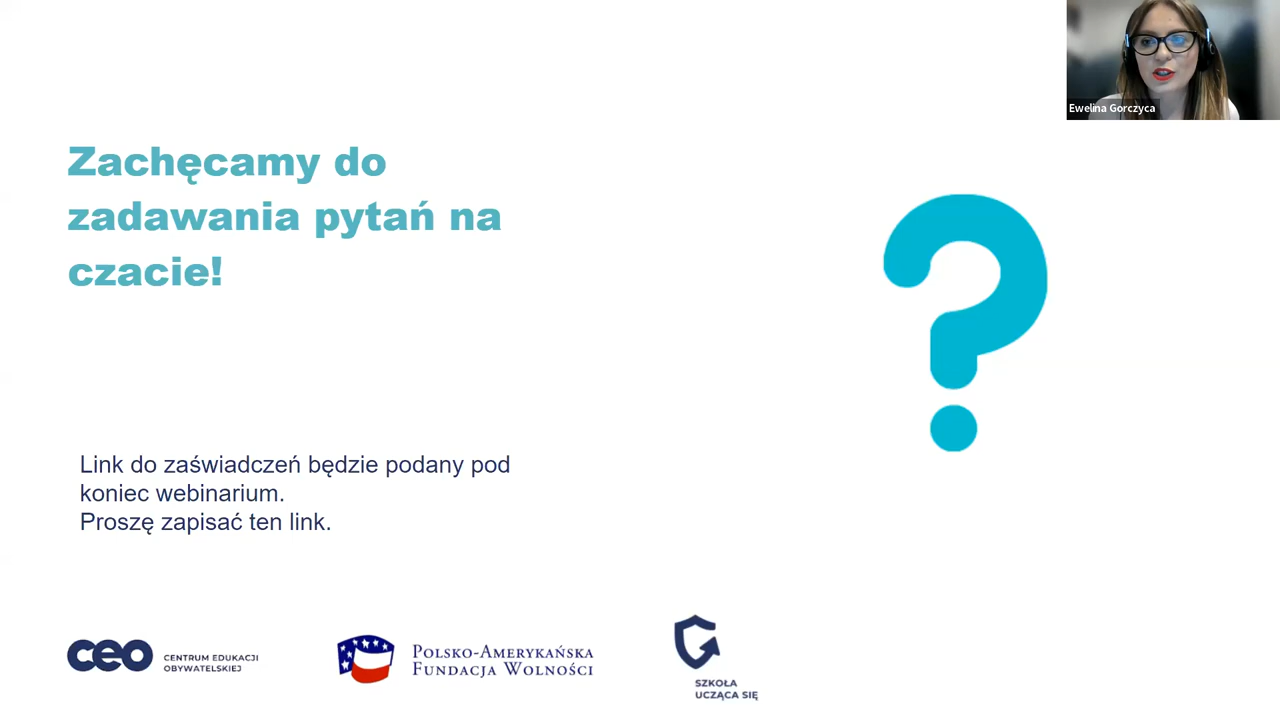 Ewelina Gorczyca
Zachęcamy do
zadawania pytań na
czacie!
Link do zaświadczeń będzie podany pod
koniec webinarium.
Proszę zapisać ten link.
ceo
CENTRUM EDUKACJI
OBYWATELSKIEJ
POLSKO-AMERYKAŃSKA
FUNDACJA WOLNOŚCI
SZKOŁA
UCZĄCA SIĘ